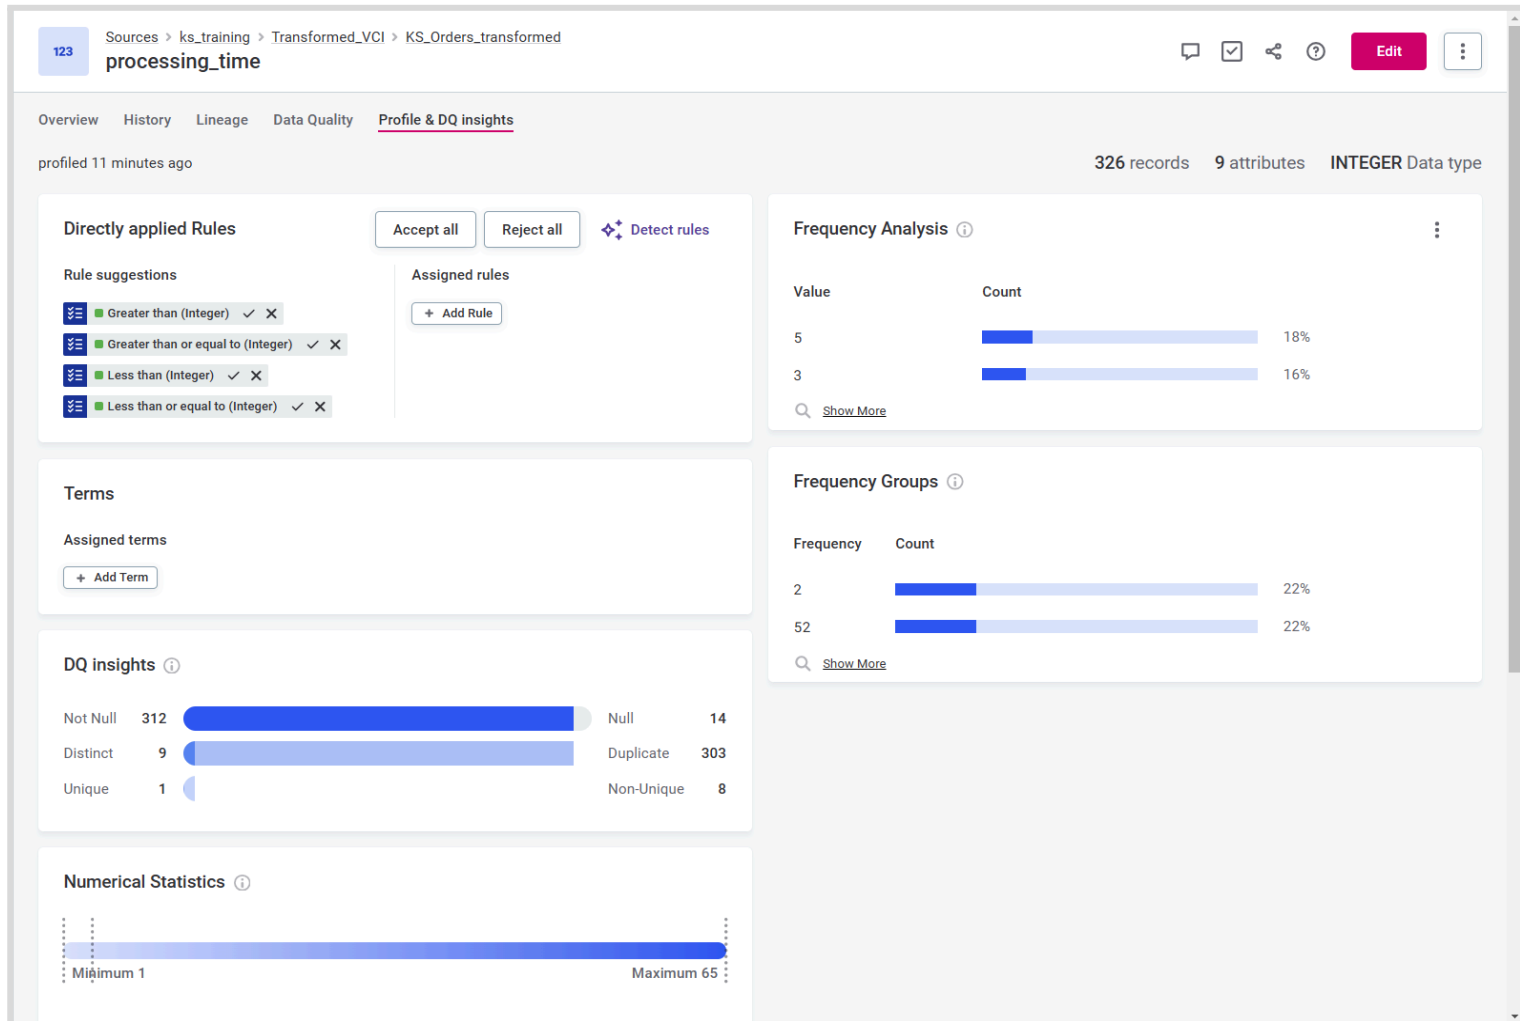 123
Sources > ks_training > Transformed_VCI > KS_Orders_transformed
processing_time
Edit
Overview History Lineage Data Quality Profile & DQ insights
profiled 11 minutes ago
326 records 9 attributes INTEGER Data type
Directly applied Rules
Accept all
Reject all
Detect rules
Rule suggestions
Greater than (Integer)
Greater than or equal to (Integer)
Less than (Integer)
Less than or equal to (Integer)
Assigned rules
+ Add Rule
Terms
Assigned terms
+ Add Term
DQ insights
Not Null 312 Null 14
Distinct 9 Duplicate 303
Unique 1 Non-Unique 8
Numerical Statistics
Minimum 1 Maximum 65
Frequency Analysis
Value Count
5 18%
3 16%
Show More
Frequency Groups
Frequency Count
2 22%
52 22%
Show More